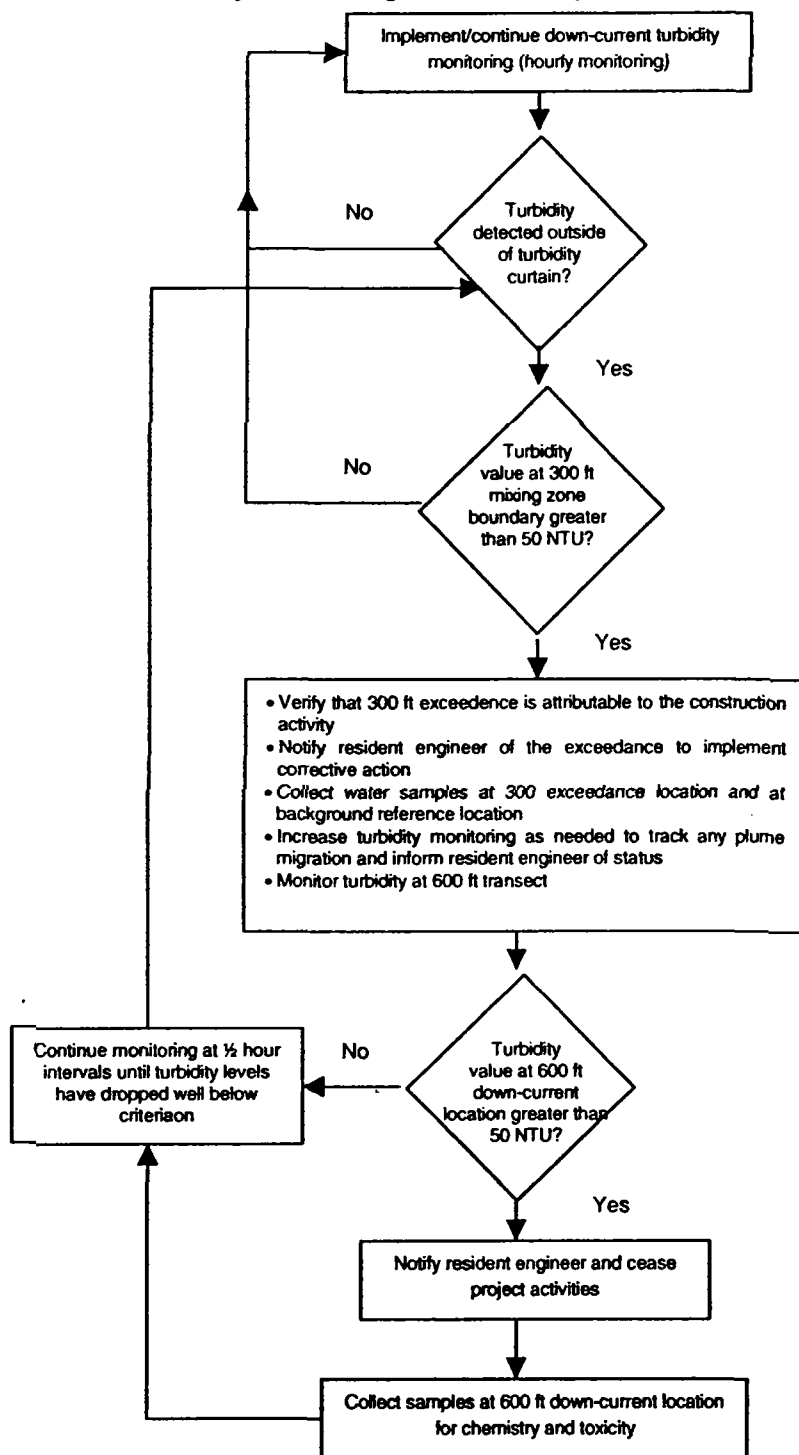 Implement/continue down-current turbidity
monitoring (hourly monitoring)
No
Turbidity
detected outside
of turbidity
curtain?
Yes
No
Turbidity
value at 300 ft
mixing zone
boundary greater
than 50 NTU?
Yes
• Verify that 300 ft exceedence is attributable to the construction
activity
• Notify resident engineer of the exceedance to implement
corrective action
• Collect water samples at 300 exceedance location and at
background reference location
• Increase turbidity monitoring as needed to track any plume
migration and inform resident engineer of status
• Monitor turbidity at 600 ft transect
Continue monitoring at ½ hour
intervals until turbidity levels
have dropped well below
criteriaon
No
Turbidity
value at 600 ft
down-current
location greater than
50 NTU?
Yes
Notify resident engineer and cease
project activities
Collect samples at 600 ft down-current location
for chemistry and toxicity